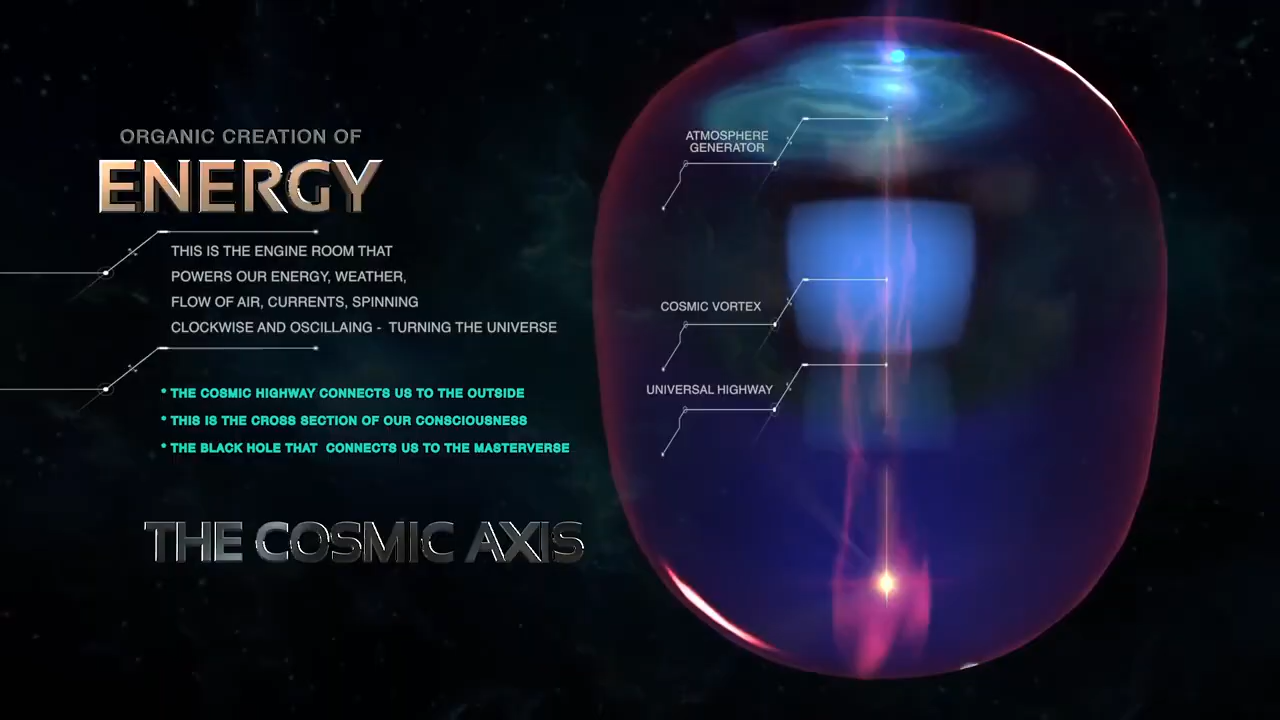 ORGANIC CREATION OF
ENERGY
THIS IS THE ENGINE ROOM THAT
POWERS OUR ENERGY, WEATHER,
FLOW OF AIR, CURRENTS, SPINNING
CLOCKWISE AND OSCILLAING - TURNING THE UNIVERSE
* THE COSMIC HIGHWAY CONNECTS US TO THE OUTSIDE
* THIS IS THE CROSS SECTION OF OUR CONSCIOUSNESS
* THE BLACK HOLE THAT  CONNECTS US TO THE MASTERVERSE
THE COSMIC AXIS
ATMOSPHERE
GENERATOR
COSMIC VORTEX
UNIVERSAL HIGHWAY